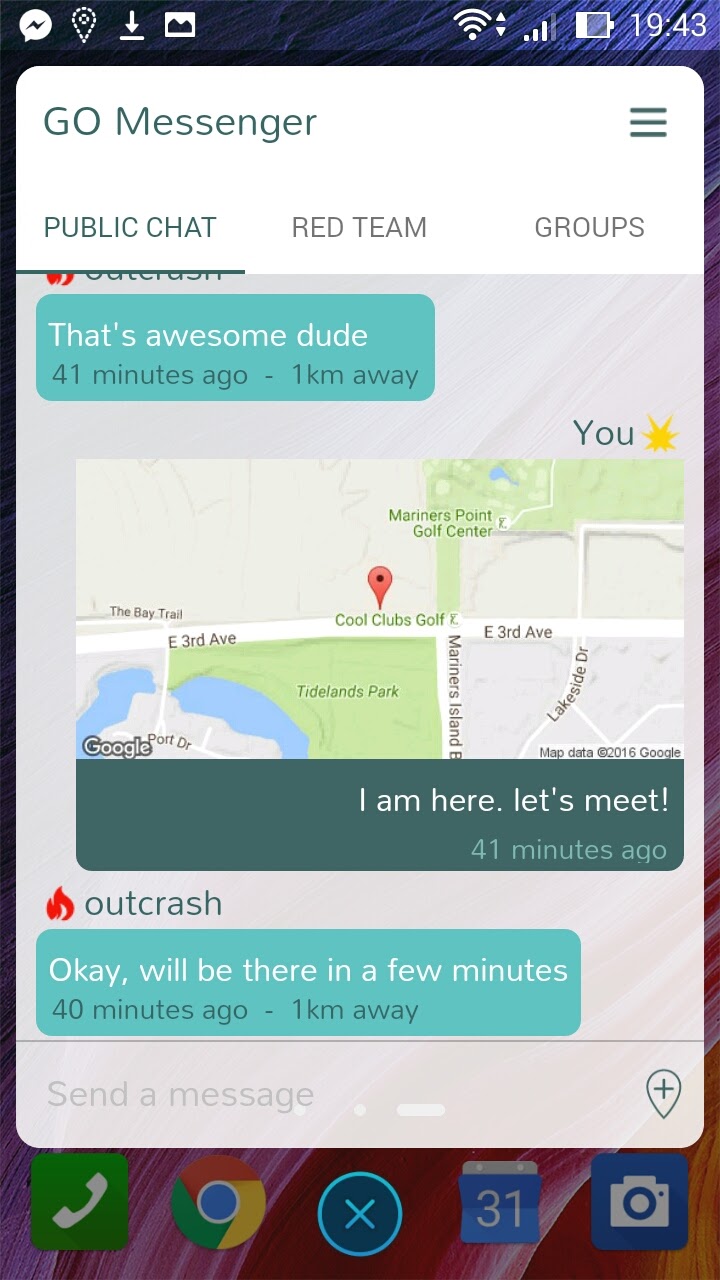 19:43
GO Messenger
PUBLIC CHAT
RED TEAM
GROUPS
outcrash
That's awesome dude
41 minutes ago - 1km away
You
Mariners Point
Golf Center
The Bay Trail
Cool Clubs Golf
E 3rd Ave
E 3rd Ave
Mariners Island B
Lakeside Dr
Tidelands Park
Port Dr
Google
Map data ©2016 Google
I am here. let's meet!
41 minutes ago
outcrash
Okay, will be there in a few minutes
40 minutes ago - 1km away
Send a message
31